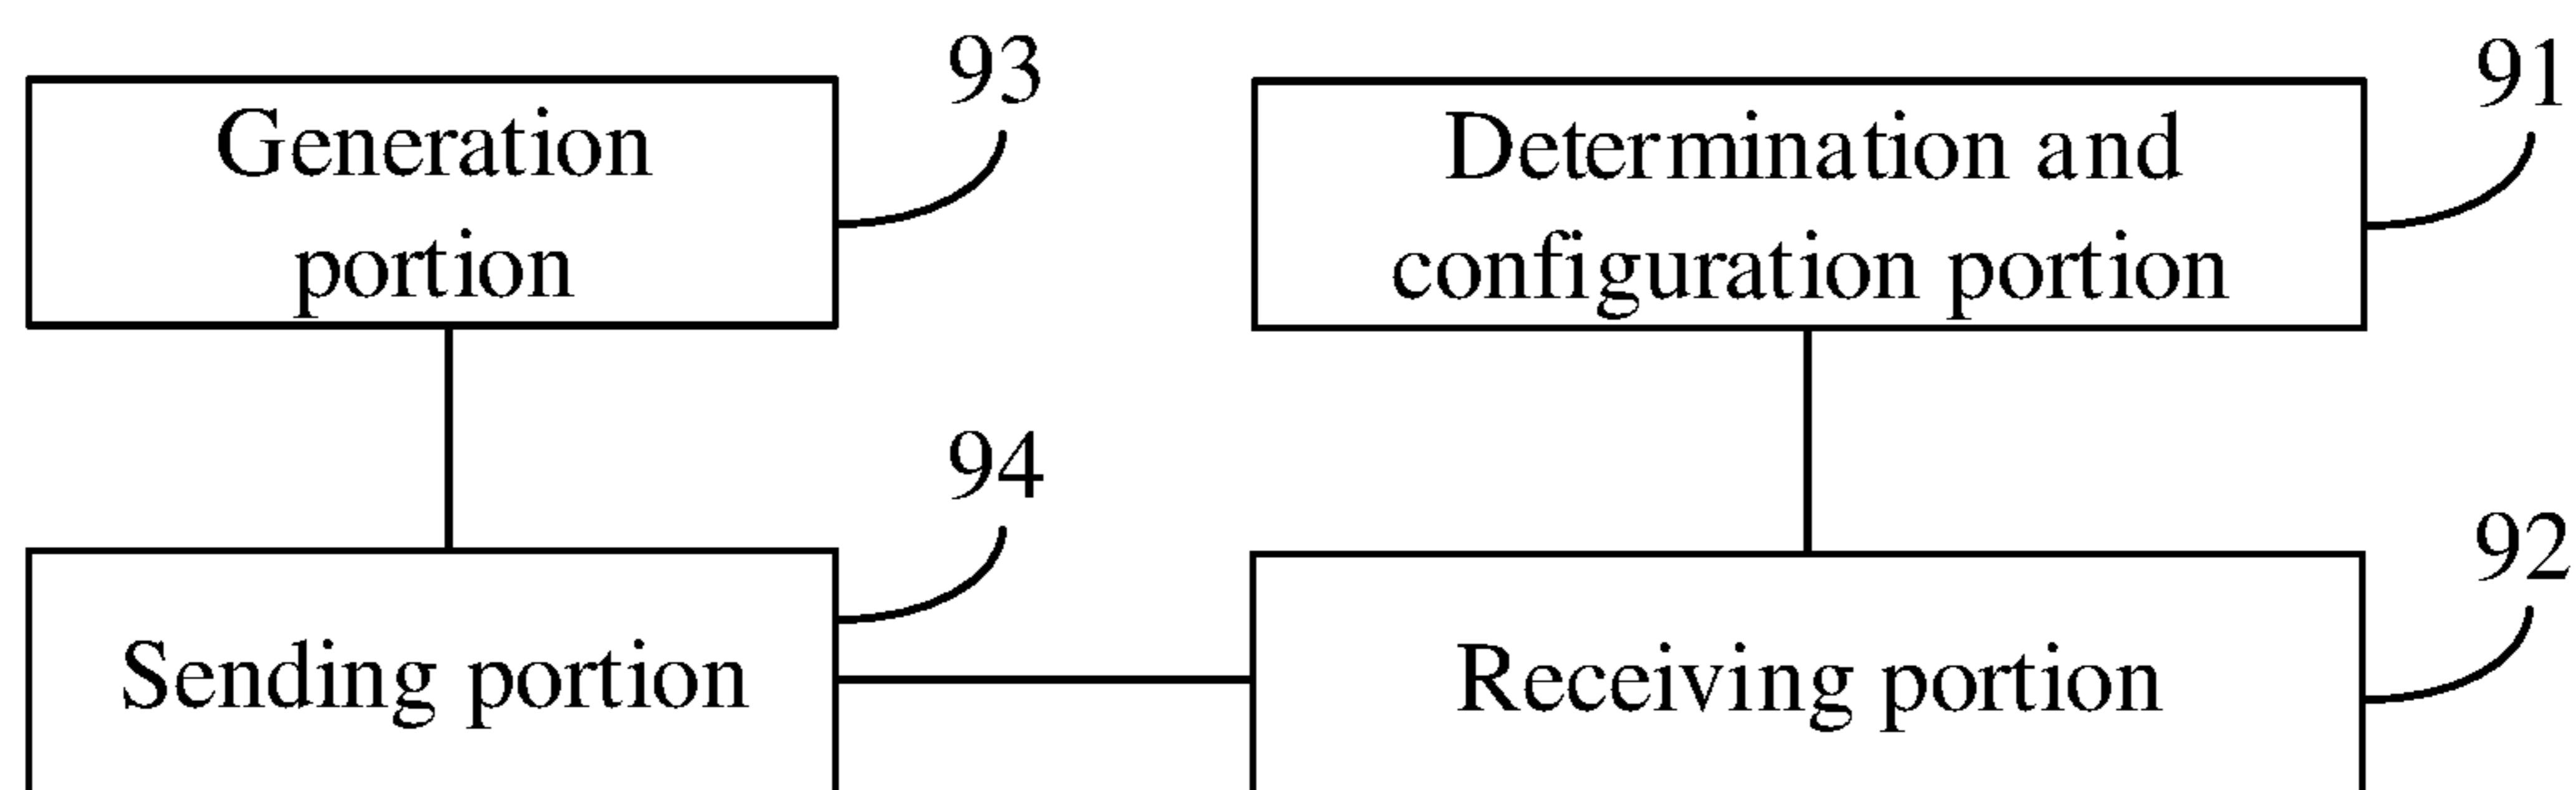 93
91
Generation
portion
Determination and
configuration portion
94
92
Sending portion
Receiving portion